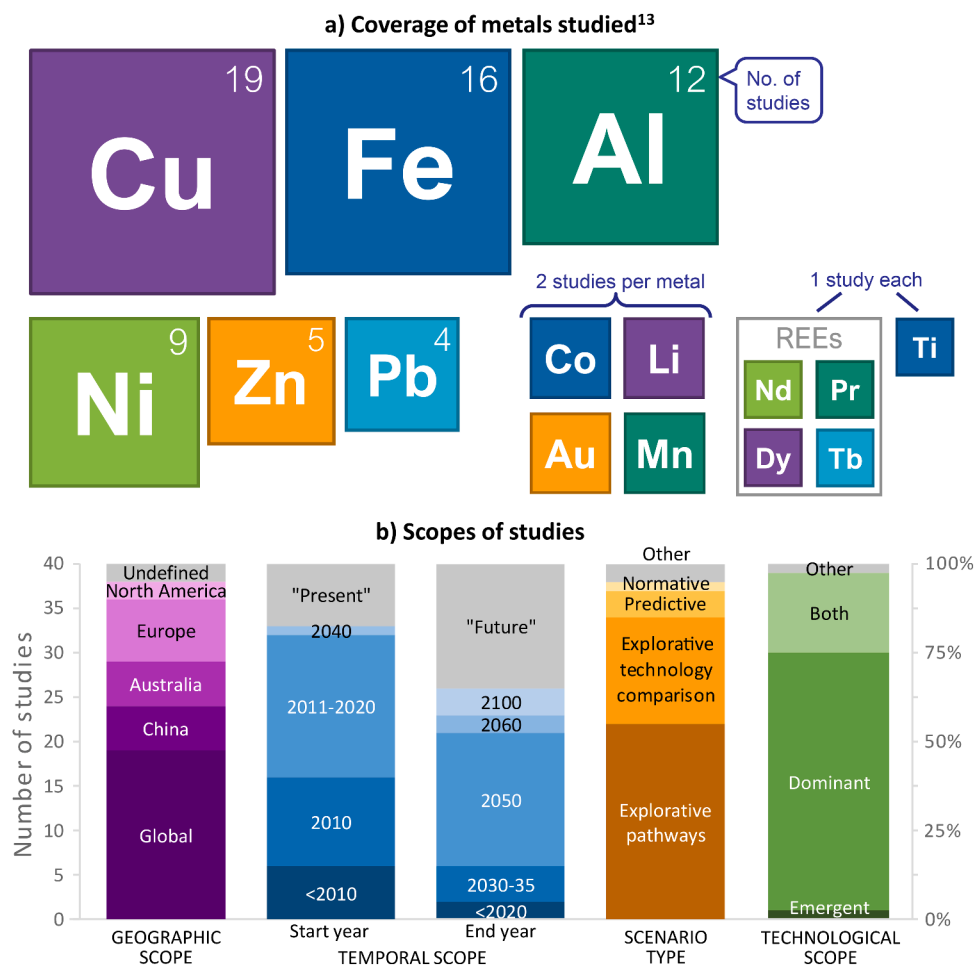 a) Coverage of metals studied¹³
19
Cu
16
Fe
12
Al
No. of
studies
9
Ni
5
Zn
4
Pb
2 studies per metal
Co
Li
Au
Mn
1 study each
REEs
Nd
Pr
Dy
Tb
Ti
b) Scopes of studies
Number of studies
40
35
30
25
20
15
10
5
0
Undefined
North America
Europe
Australia
China
Global
GEOGRAPHIC
SCOPE
"Present"
2040
2011-2020
2010
<2010
Start year
"Future"
2100
2060
2050
2030-35
<2020
End year
TEMPORAL SCOPE
Other
Normative
Predictive
Explorative
technology
comparison
Explorative
pathways
SCENARIO
TYPE
Other
Both
Dominant
Emergent
TECHNOLOGICAL
SCOPE
100%
75%
50%
25%
0%